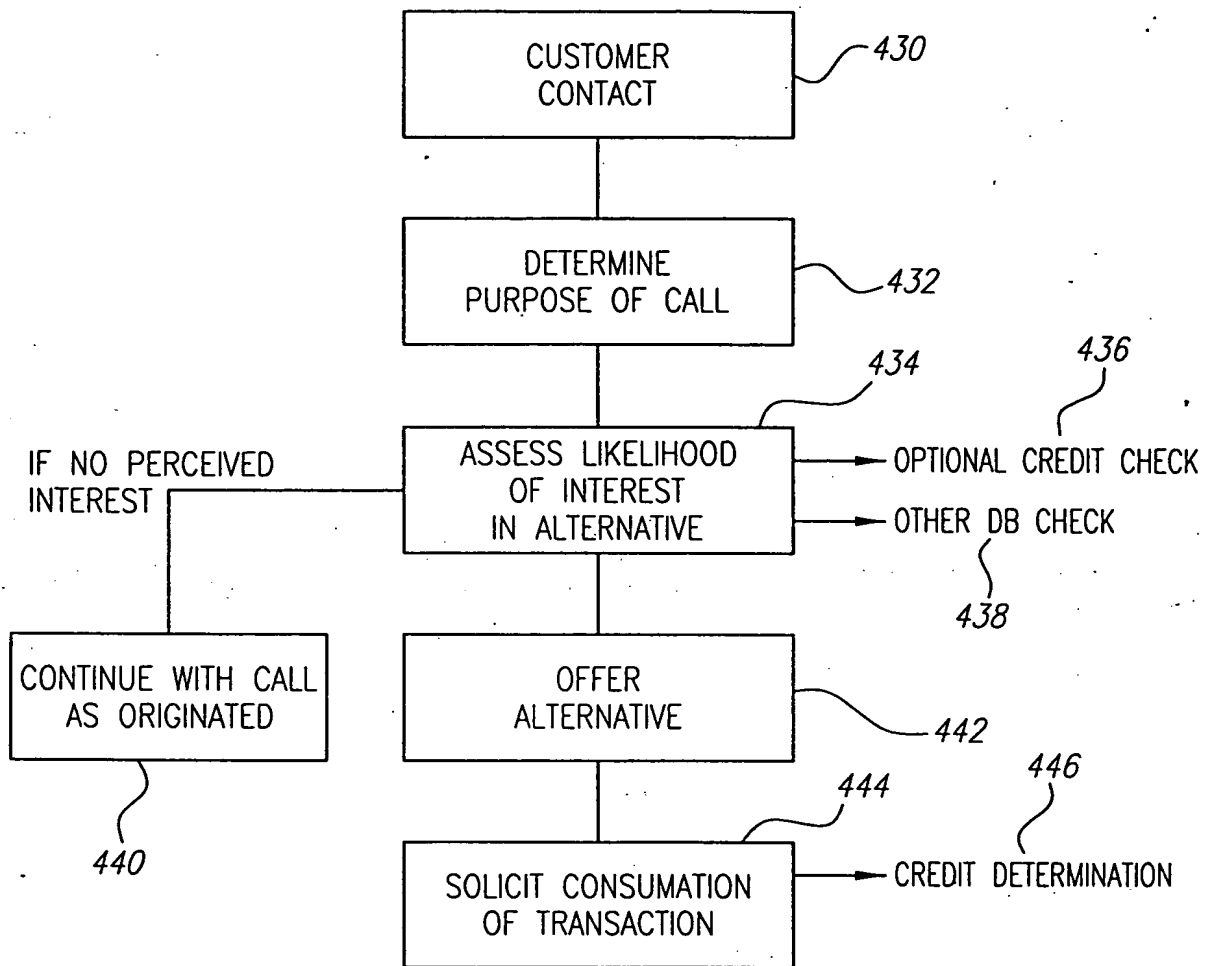 CUSTOMER
CONTACT
430
DETERMINE
PURPOSE OF CALL
432
434
436
IF NO PERCEIVED
INTEREST
ASSESS LIKELIHOOD
OF INTEREST
IN ALTERNATIVE
OPTIONAL CREDIT CHECK
OTHER DB CHECK
438
CONTINUE WITH CALL
AS ORIGINATED
440
OFFER
ALTERNATIVE
442
444
446
SOLICIT CONSUMATION
OF TRANSACTION
CREDIT DETERMINATION